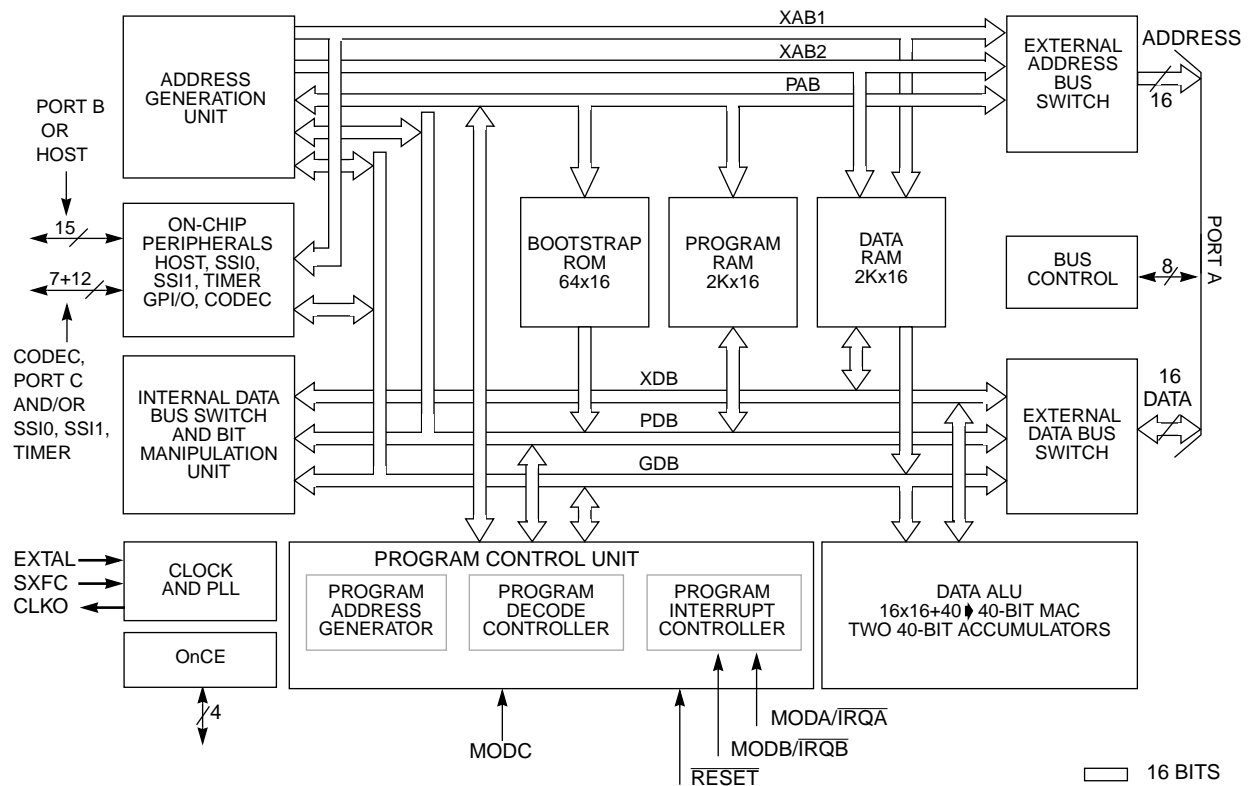 XAB1
XAB2
PAB
ADDRESS
GENERATION
UNIT
EXTERNAL
ADDRESS
BUS
SWITCH
ADDRESS
16
PORT B
OR
HOST
15
7+12
ON-CHIP
PERIPHERALS
HOST, SSI0,
SSI1, TIMER
GPI/O, CODEC
BOOTSTRAP
ROM
64x16
PROGRAM
RAM
2Kx16
DATA
RAM
2Kx16
BUS
CONTROL
8
PORT A
CODEC,
PORT C
AND/OR
SSI0, SSI1,
TIMER
INTERNAL DATA
BUS SWITCH
AND BIT
MANIPULATION
UNIT
XDB
PDB
GDB
EXTERNAL
DATA BUS
SWITCH
16
DATA
EXTAL
SXFC
CLKO
CLOCK
AND PLL
OnCE
4
PROGRAM CONTROL UNIT
PROGRAM
ADDRESS
GENERATOR
PROGRAM
DECODE
CONTROLLER
PROGRAM
INTERRUPT
CONTROLLER
DATA ALU
16x16+40 ➧ 40-BIT MAC
TWO 40-BIT ACCUMULATORS
MODA/IRQA
MODB/IRQB
MODC
RESET
16 BITS